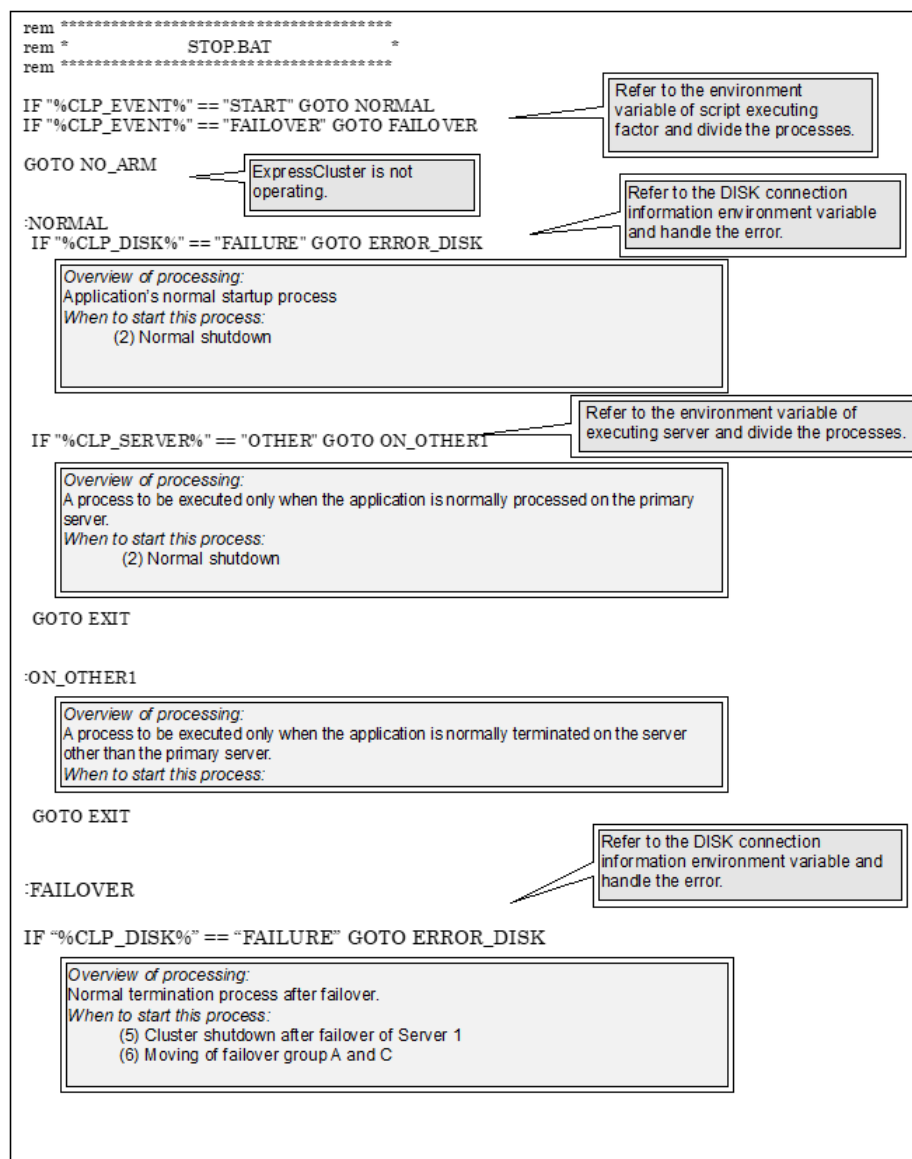 rem ***************************************
rem *                    STOP.BAT                    *
rem ***************************************
IF "%CLP_EVENT%" == "START" GOTO NORMAL
IF "%CLP_EVENT%" == "FAILOVER" GOTO FAILOVER
Refer to the environment
variable of script executing
factor and divide the processes.
GOTO NO_ARM
ExpressCluster is not
operating.
Refer to the DISK connection
information environment variable
and handle the error.
:NORMAL
IF "%CLP_DISK%" == "FAILURE" GOTO ERROR_DISK
Overview of processing:
Application's normal startup process
When to start this process:
(2) Normal shutdown
Refer to the environment variable of
executing server and divide the processes.
IF "%CLP_SERVER%" == "OTHER" GOTO ON_OTHER1
Overview of processing:
A process to be executed only when the application is normally processed on the primary
server.
When to start this process:
(2) Normal shutdown
GOTO EXIT
:ON_OTHER1
Overview of processing:
A process to be executed only when the application is normally terminated on the server
other than the primary server.
When to start this process:
GOTO EXIT
Refer to the DISK connection
information environment variable and
handle the error.
:FAILOVER
IF “%CLP_DISK%” == “FAILURE” GOTO ERROR_DISK
Overview of processing:
Normal termination process after failover.
When to start this process:
(5) Cluster shutdown after failover of Server 1
(6) Moving of failover group A and C